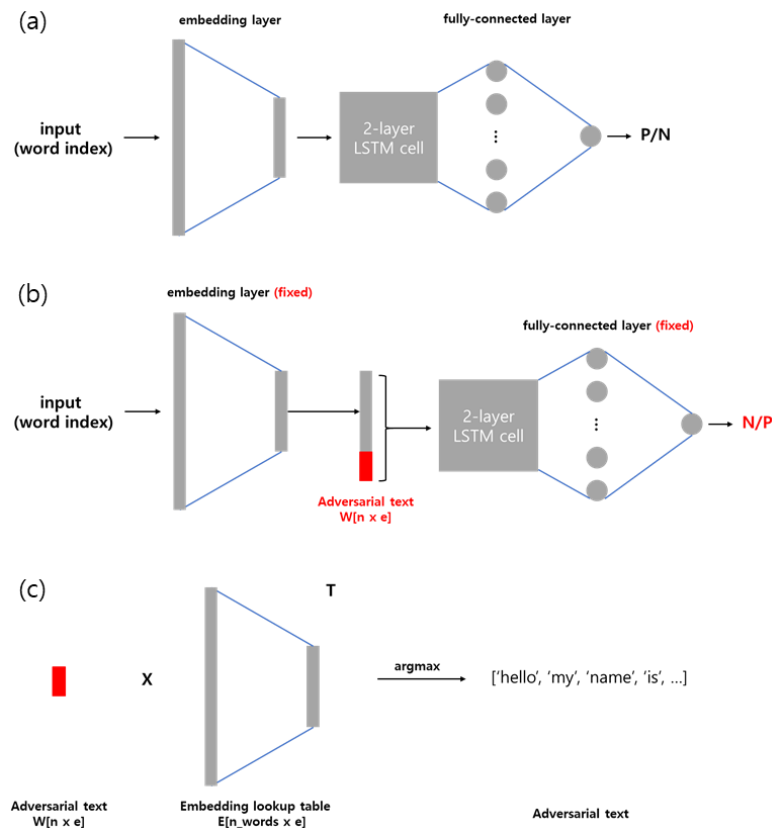 (a)
embedding layer
fully-connected layer
input
(word index)
2-layer
LSTM cell
P/N
(b)
embedding layer (fixed)
fully-connected layer (fixed)
input
(word index)
2-layer
LSTM cell
N/P
Adversarial text
W[n x e]
(c)
T
X
argmax
['hello', 'my', 'name', 'is', ...]
Adversarial text
W[n x e]
Embedding lookup table
E[n_words x e]
Adversarial text